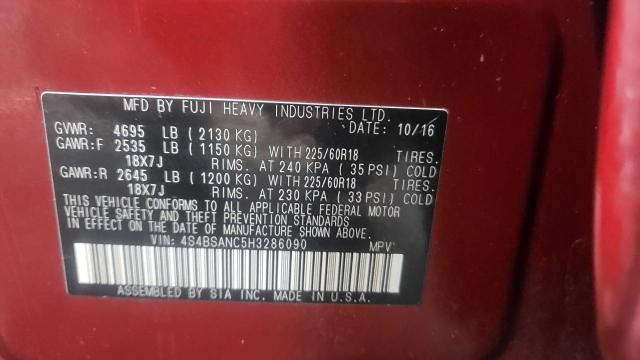 MFD BY FUJI HEAVY INDUSTRIES LTD.
GVWR: 4695 LB ( 2130 KG) DATE: 10/16
GAWR:F 2535 LB ( 1150 KG) WITH 225/60R18 TIRES.
18X7J RIMS. AT 240 KPA ( 35 PSI) COLD
GAWR:R 2645 LB ( 1200 KG) WITH 225/60R18 TIRES.
18X7J RIMS. AT 230 KPA ( 33 PSI) COLD
THIS VEHICLE CONFORMS TO ALL APPLICABLE FEDERAL MOTOR
VEHICLE SAFETY AND THEFT PREVENTION STANDARDS
IN EFFECT ON THE DATE OF MANUFACTURE SHOWN ABOVE.
VIN: 4S4BSANC5H3286090 MPV
ASSEMBLED BY SIA INC. MADE IN U.S.A.